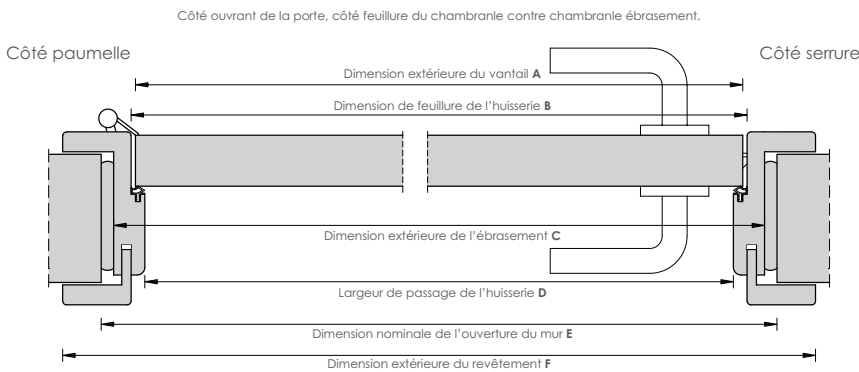 Côté ouvrant de la porte, côté feuillure du chambranle contre chambranle ébrasement.
Côté paumelle
Côté serrure
Dimension extérieure du vantail A
Dimension de feuillure de l'huisserie B
Dimension extérieure de l'ébrasement C
Largeur de passage de l'huisserie D
Dimension nominale de l'ouverture du mur E
Dimension extérieure du revêtement F